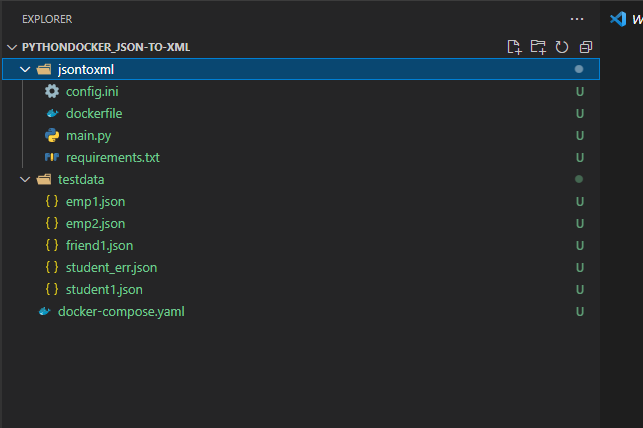 EXPLORER
PYTHONDOCKER_JSON-TO-XML
jsontoxml
config.ini U
dockerfile U
main.py U
requirements.txt U
testdata
emp1.json U
emp2.json U
friend1.json U
student_err.json U
student1.json U
docker-compose.yaml U